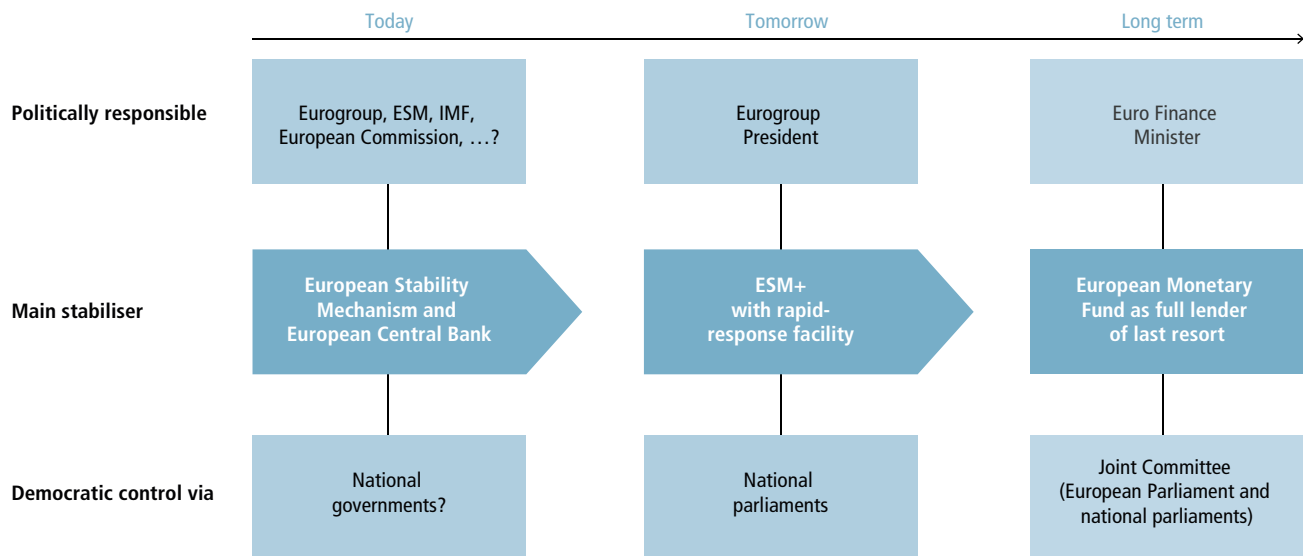 Today
Tomorrow
Long term
Politically responsible
Eurogroup, ESM, IMF,
European Commission, …?
Eurogroup
President
Euro Finance
Minister
Main stabiliser
European Stability
Mechanism and
European Central Bank
ESM+
with rapid-
response facility
European Monetary
Fund as full lender
of last resort
Democratic control via
National
governments?
National
parliaments
Joint Committee
(European Parliament and
national parliaments)